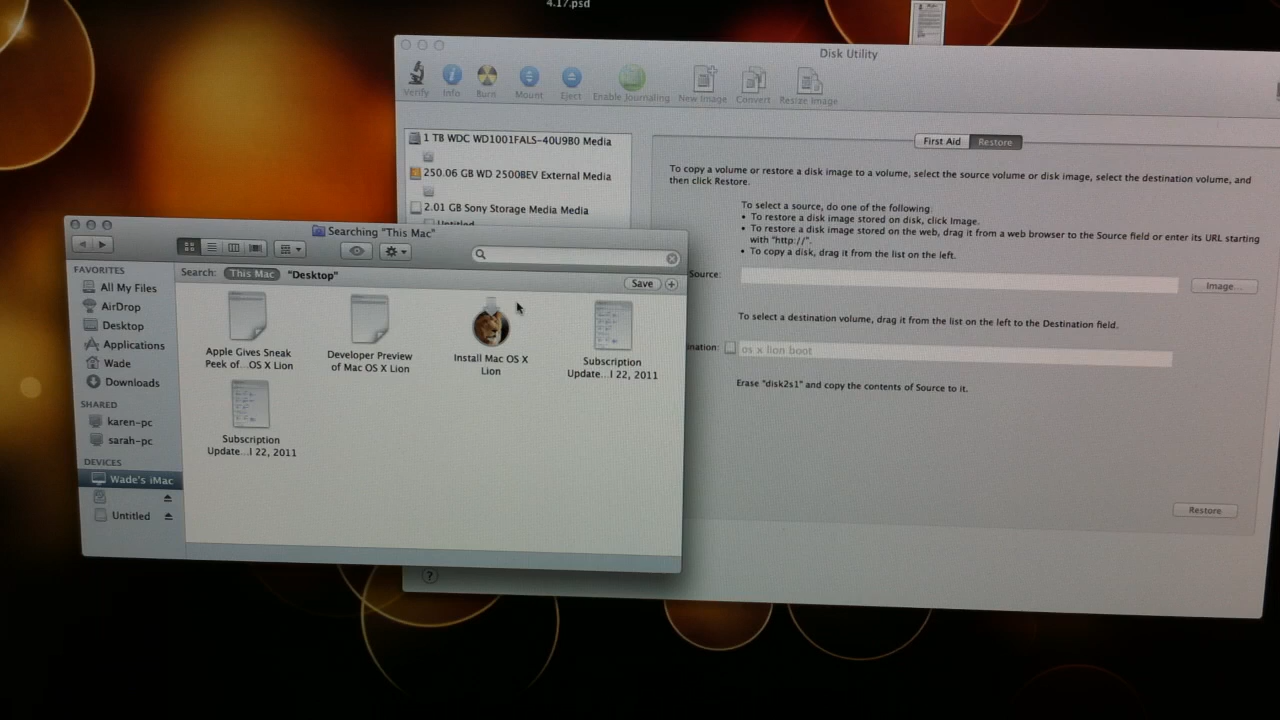 4.17.psd
Disk Utility
Verify
Info
Burn
Mount
Eject
Enable Journaling
New Image
Convert
Resize Image
1 TB WDC WD1001FALS-40U9B0 Media
250.06 GB WD 2500BEV External Media
2.01 GB Sony Storage Media Media
Untitled
First Aid
Restore
To copy a volume or restore a disk image to a volume, select the source volume or disk image, select the destination volume, and
then click Restore.
To select a source, do one of the following:
• To restore a disk image stored on disk, click Image.
• To restore a disk image stored on the web, drag it from a web browser to the Source field or enter its URL starting
with "http://".
• To copy a disk, drag it from the list on the left.
Source:
Image...
To select a destination volume, drag it from the list on the left to the Destination field.
ination:
os x lion boot
Erase "disk2s1" and copy the contents of Source to it.
Restore
?
Searching "This Mac"
Search:
This Mac
"Desktop"
Save
+
FAVORITES
All My Files
AirDrop
Desktop
Applications
Wade
Downloads
SHARED
karen-pc
sarah-pc
DEVICES
Wade's iMac
Untitled
Apple Gives Sneak
Peek of...OS X Lion
Developer Preview
of Mac OS X Lion
Install Mac OS X
Lion
Subscription
Update...l 22, 2011
Subscription
Update...l 22, 2011